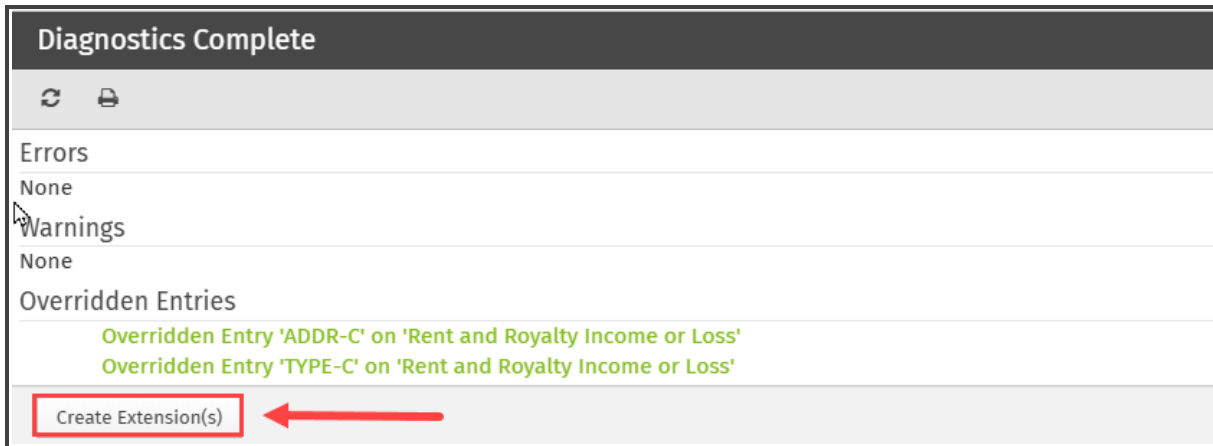 Diagnostics Complete
Errors
None
Warnings
None
Overridden Entries
Overridden Entry 'ADDR-C' on 'Rent and Royalty Income or Loss'
Overridden Entry 'TYPE-C' on 'Rent and Royalty Income or Loss'
Create Extension(s)